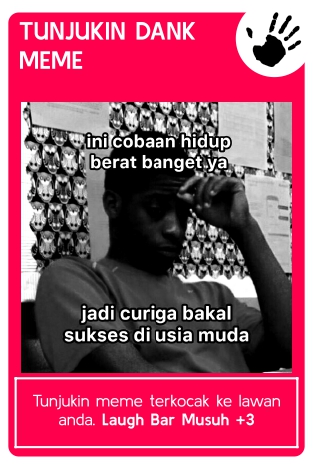 TUNJUKIN DANK
MEME
ini cobaan hidup
berat banget ya
jadi curiga bakal
sukses di usia muda
Tunjukin meme terkocak ke lawan
anda. Laugh Bar Musuh +3